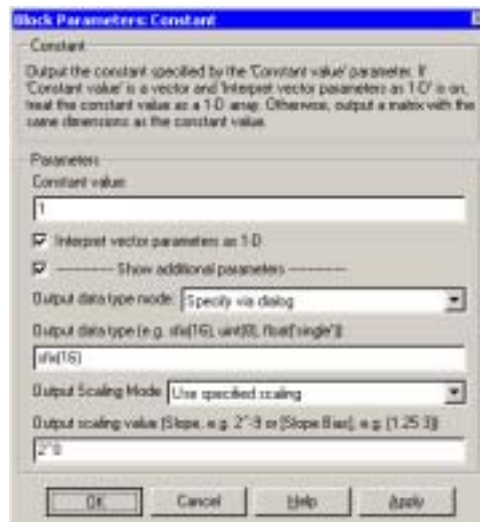 Block Parameters: Constant
Constant
Output the constant specified by the 'Constant value' parameter. If
'Constant value' is a vector and 'Interpret vector parameters as 1-D' is on,
treat the constant value as a 1-D array. Otherwise, output a matrix with the
same dimensions as the constant value.
Parameters
Constant value:
1
Interpret vector parameters as 1-D
---------- Show additional parameters ----------
Output data type mode: Specify via dialog
Output data type (e.g. sfix(16), uint(8), float('single')):
sfix(16)
Output Scaling Mode: Use specified scaling
Output scaling value (Slope, e.g. 2^-9 or [Slope Bias], e.g. [1.25 3]):
2^0
OK Cancel Help Apply